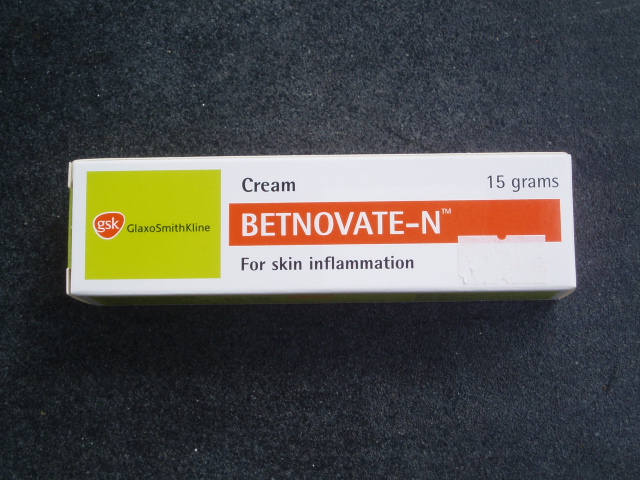 gsk
GlaxoSmithKline
Cream
15 grams
BETNOVATE-N™
For skin inflammation